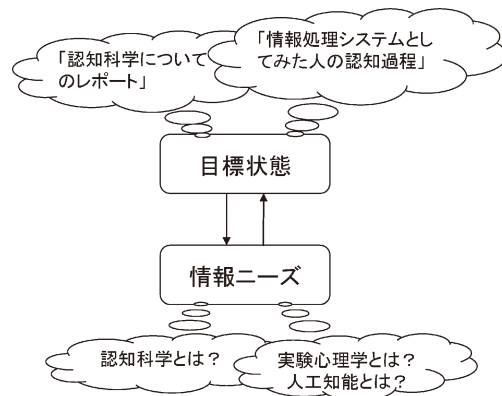 「認知科学について
のレポート」
「情報処理システムとし
てみた人の認知過程」
目標状態
情報ニーズ
認知科学とは？
実験心理学とは？
人工知能とは？